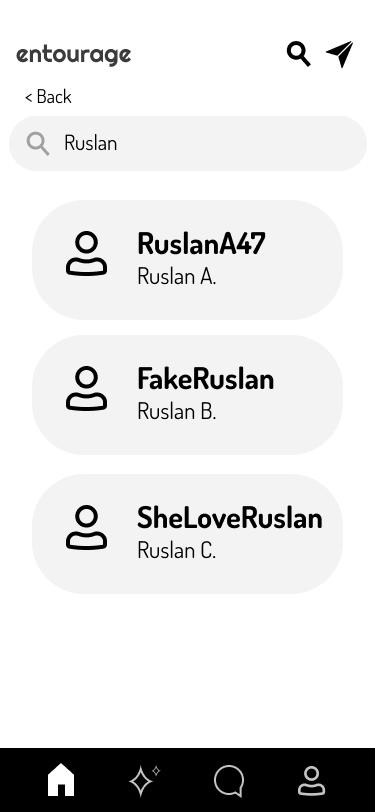 entourage
< Back
Ruslan
RuslanA47
Ruslan A.
FakeRuslan
Ruslan B.
SheLoveRuslan
Ruslan C.